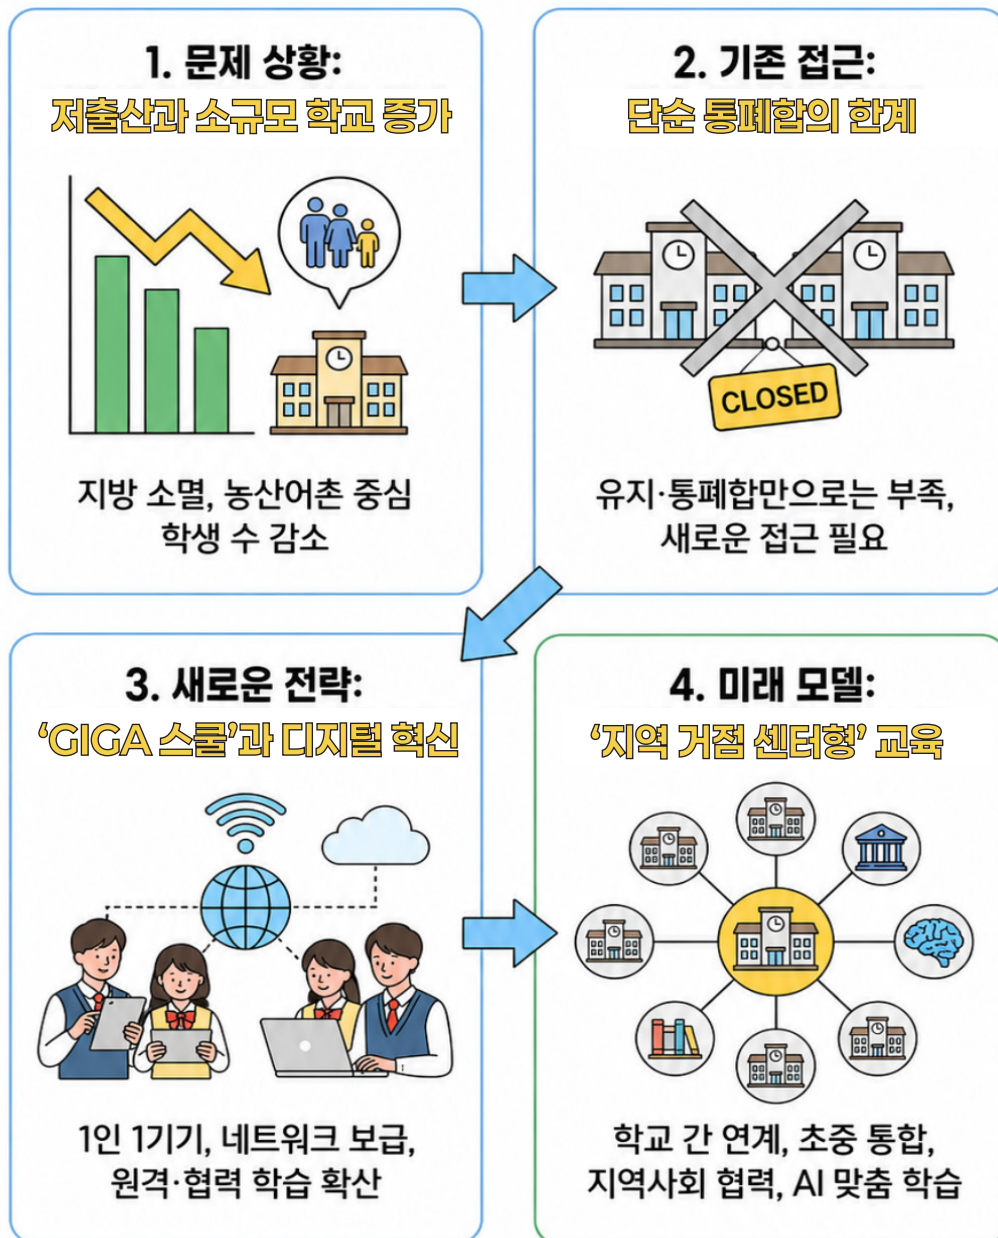 1. 문제 상황:
저출산과 소규모 학교 증가
지방 소멸, 농산어촌 중심
학생 수 감소
2. 기존 접근:
단순 통폐합의 한계
CLOSED
유지·통폐합만으로는 부족,
새로운 접근 필요
3. 새로운 전략:
‘GIGA 스쿨’과 디지털 혁신
1인 1기기, 네트워크 보급,
원격·협력 학습 확산
4. 미래 모델:
‘지역 거점 센터형’ 교육
학교 간 연계, 초중 통합,
지역사회 협력, AI 맞춤 학습